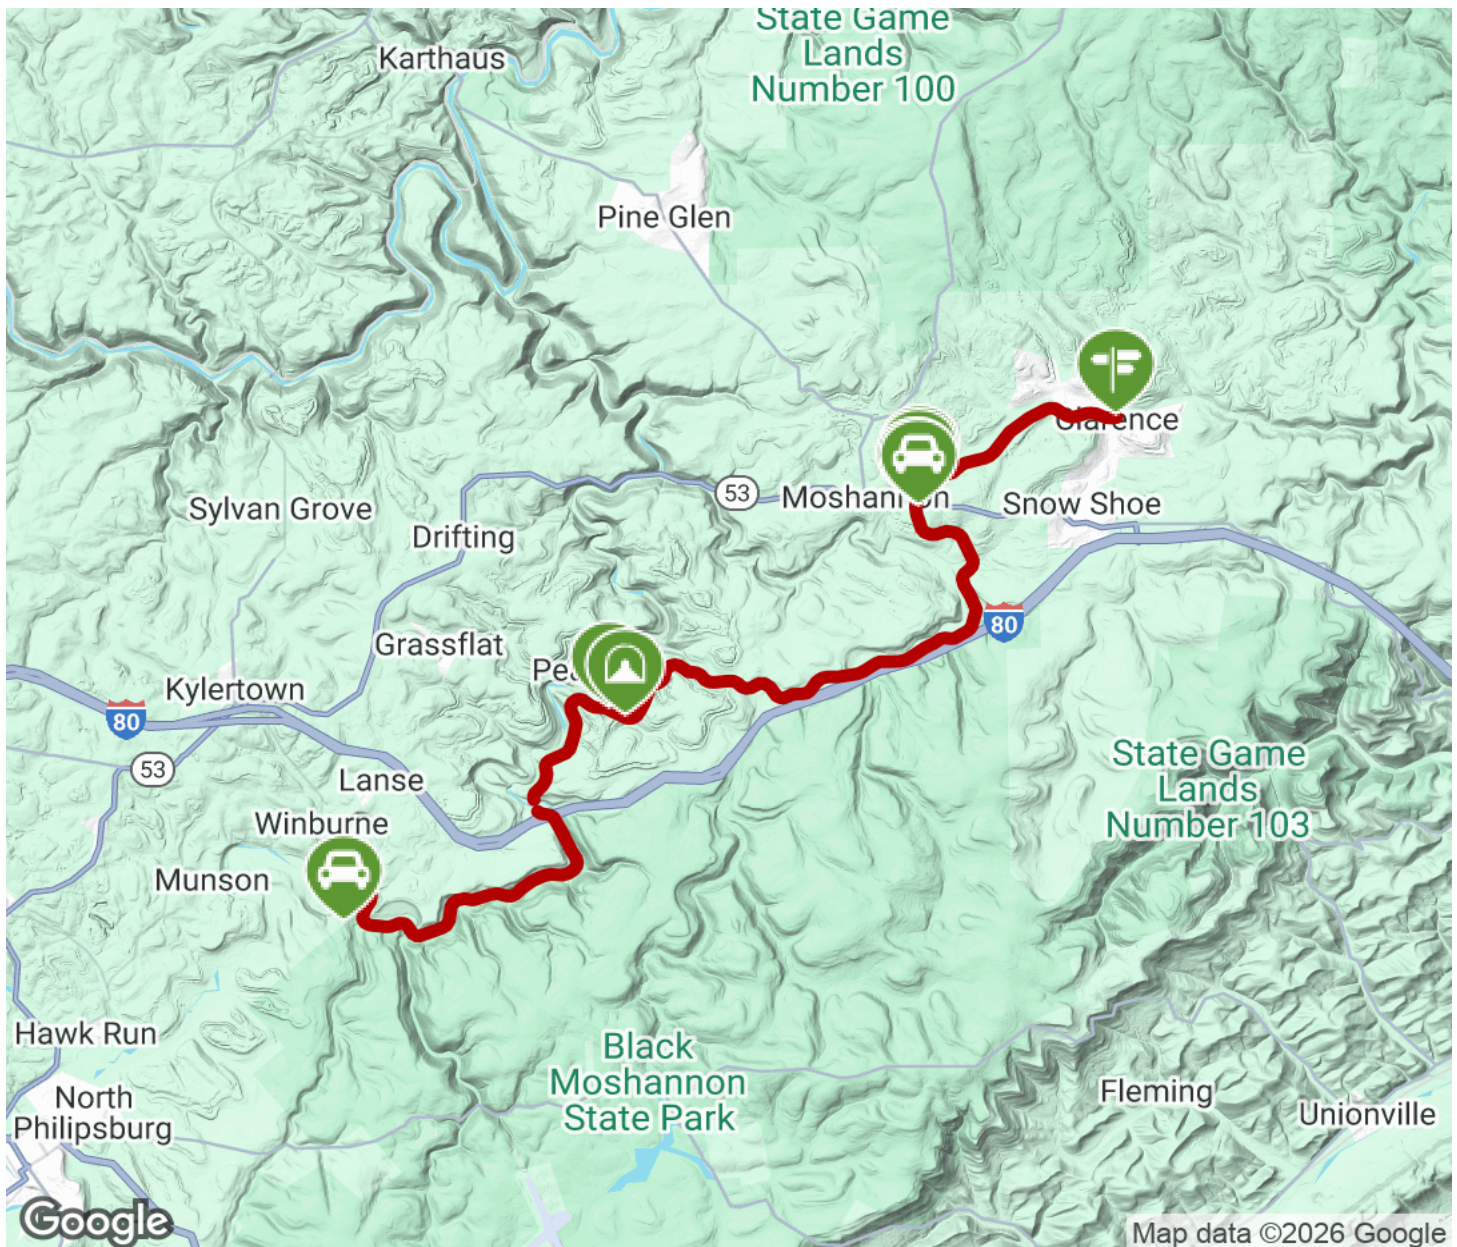 State Game
Lands
Number 100
Karthaus
Pine Glen
Clarence
53
Moshannon
Snow Shoe
Sylvan Grove
Drifting
80
Grassflat
Kylertown
80
53
Lanse
State Game
Lands
Number 103
Winburne
Munson
Hawk Run
Black
Moshannon
State Park
North
Philipsburg
Fleming
Unionville
Google
Map data ©2026 Google